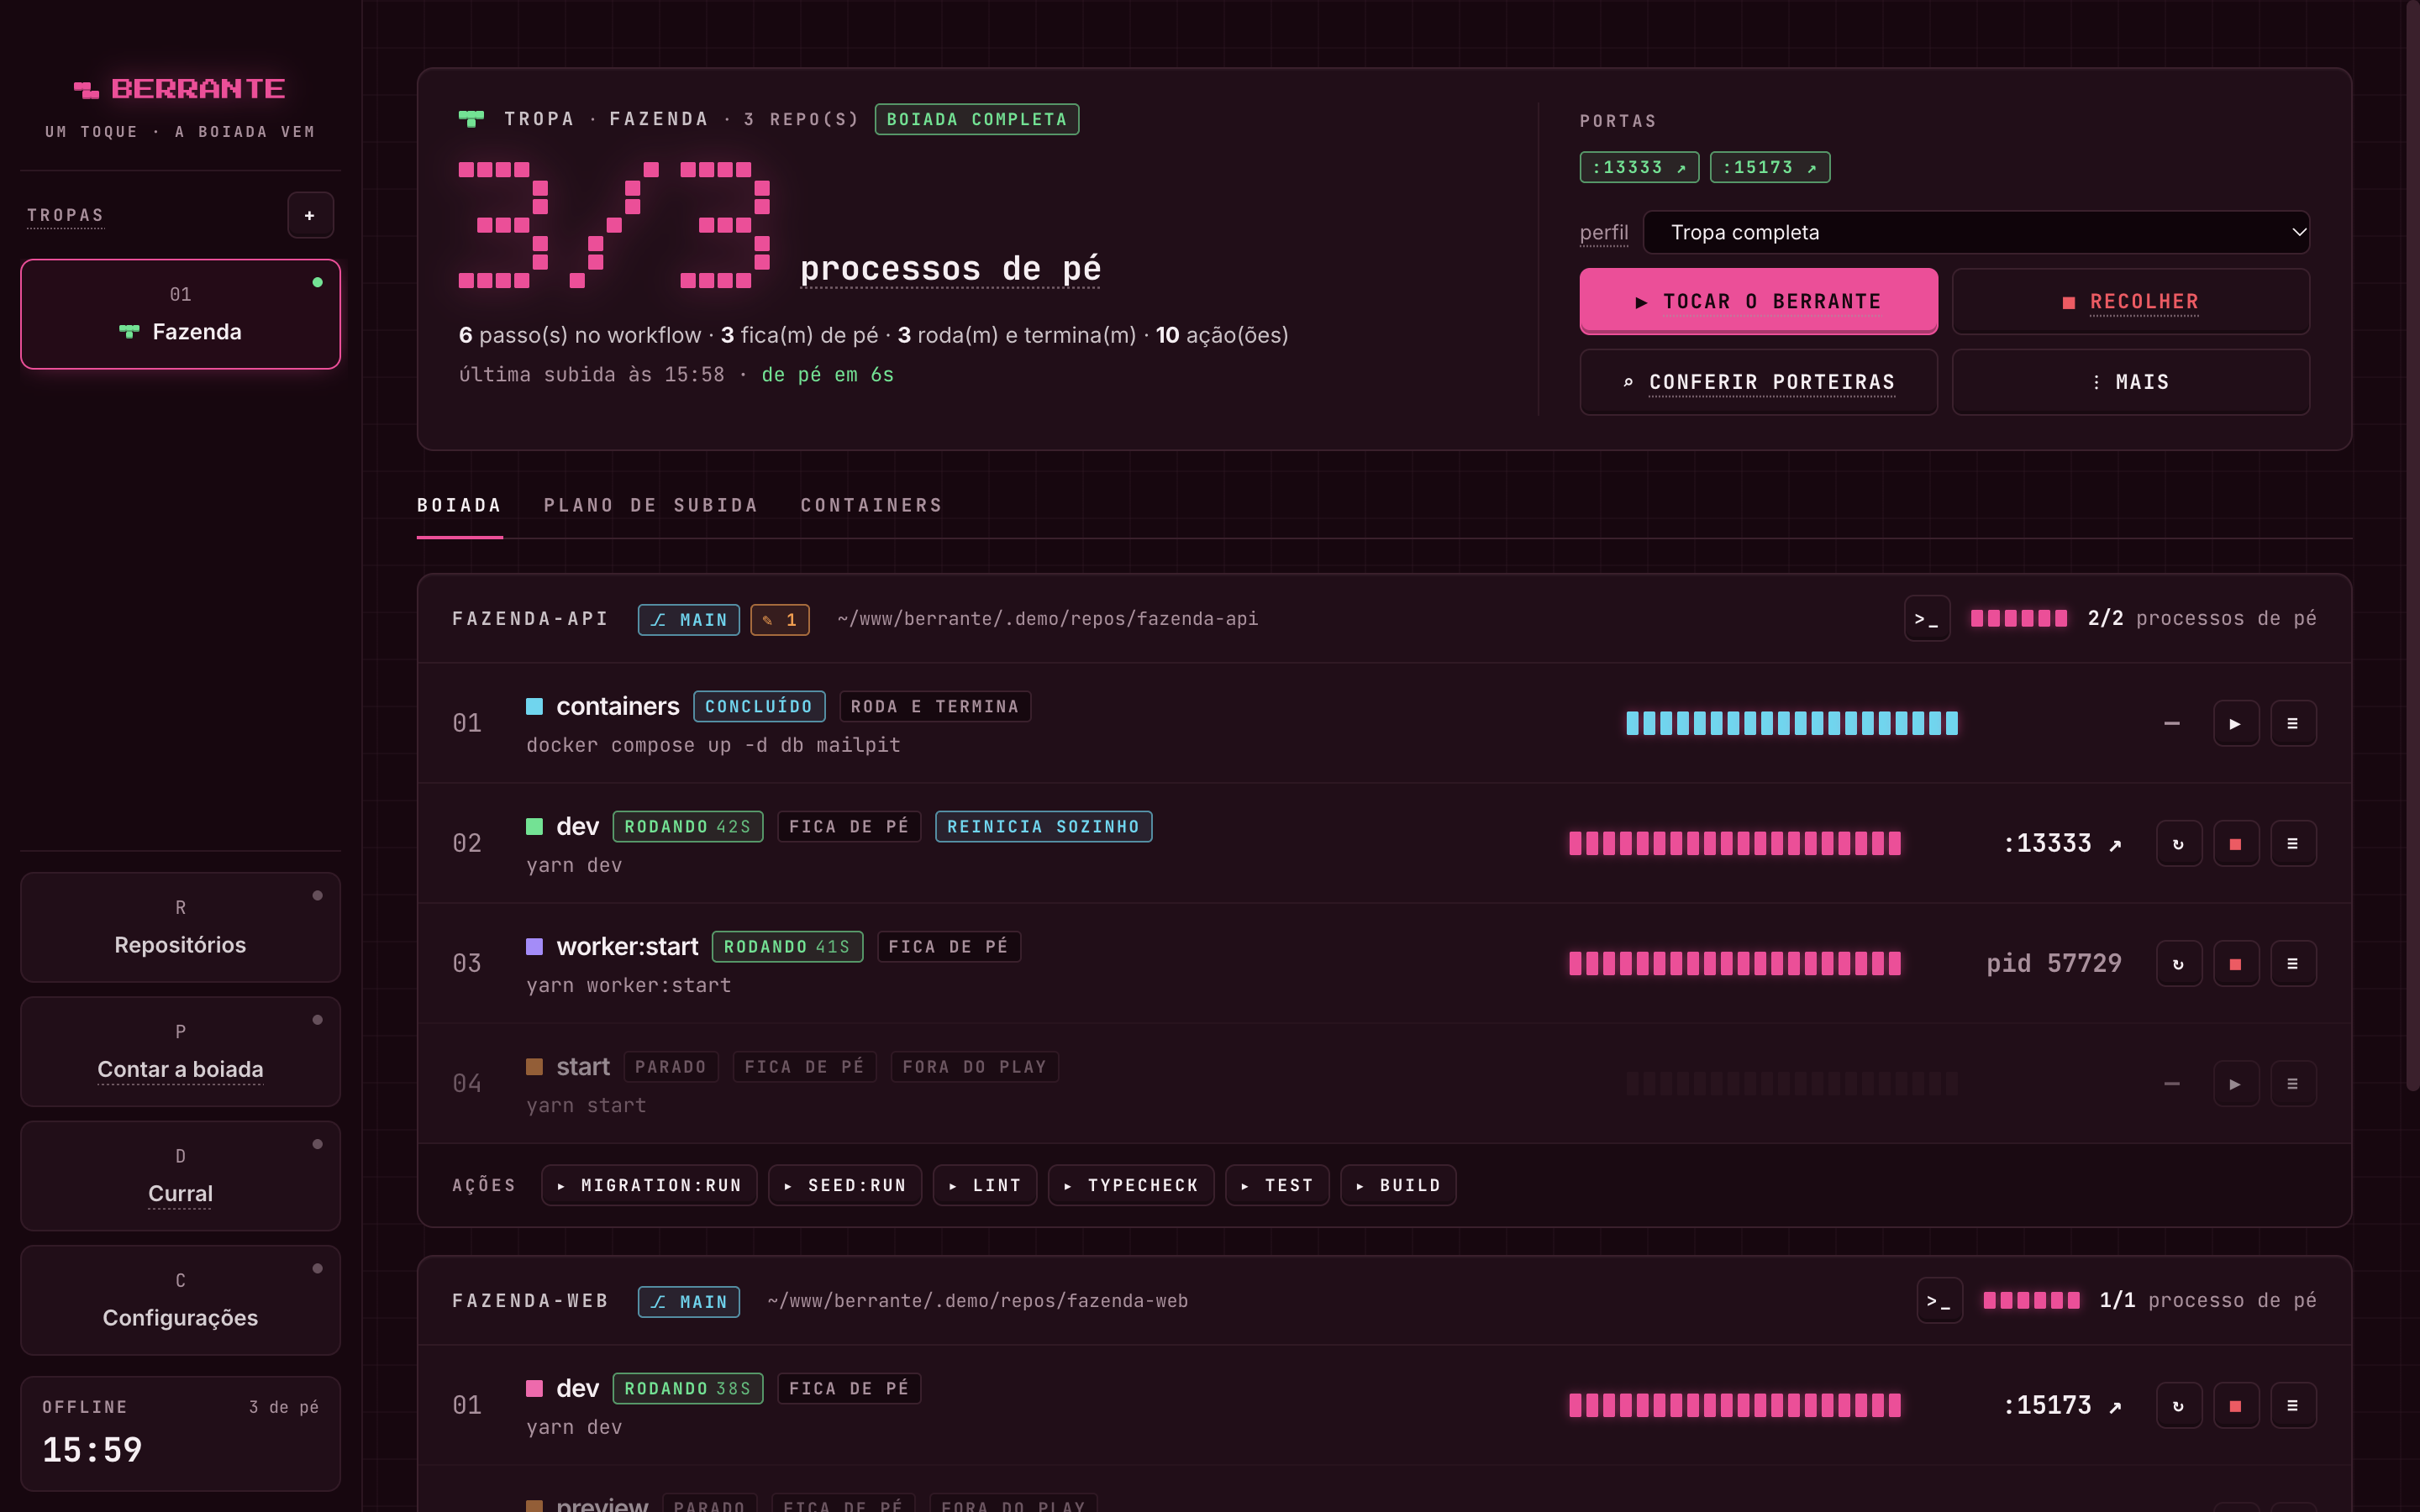 BERRANTE
UM TOQUE · A BOIADA VEM
TROPAS
+
01
Fazenda
R
Repositórios
P
Contar a boiada
D
Curral
C
Configurações
OFFLINE 3 de pé
15:59
TROPA · FAZENDA · 3 REPO(S) BOIADA COMPLETA
3/3 processos de pé
6 passo(s) no workflow · 3 fica(m) de pé · 3 roda(m) e termina(m) · 10 ação(ões)
última subida às 15:58 · de pé em 6s
PORTAS
:13333 ↗ :15173 ↗
perfil Tropa completa
▶ TOCAR O BERRANTE ■ RECOLHER
⌕ CONFERIR PORTEIRAS ⋮ MAIS
BOIADA PLANO DE SUBIDA CONTAINERS
FAZENDA-API ⎇ MAIN ✎ 1 ~/www/berrante/.demo/repos/fazenda-api >_ 2/2 processos de pé
01 containers CONCLUÍDO RODA E TERMINA — ▶ ≡
docker compose up -d db mailpit
02 dev RODANDO 42S FICA DE PÉ REINICIA SOZINHO :13333 ↗ ↻ ■ ≡
yarn dev
03 worker:start RODANDO 41S FICA DE PÉ pid 57729 ↻ ■ ≡
yarn worker:start
04 start PARADO FICA DE PÉ FORA DO PLAY — ▶ ≡
yarn start
AÇÕES ▸ MIGRATION:RUN ▸ SEED:RUN ▸ LINT ▸ TYPECHECK ▸ TEST ▸ BUILD
FAZENDA-WEB ⎇ MAIN ~/www/berrante/.demo/repos/fazenda-web >_ 1/1 processo de pé
01 dev RODANDO 38S FICA DE PÉ :15173 ↗ ↻ ■ ≡
yarn dev
preview PARADO FICA DE PÉ FORA DO PLAY